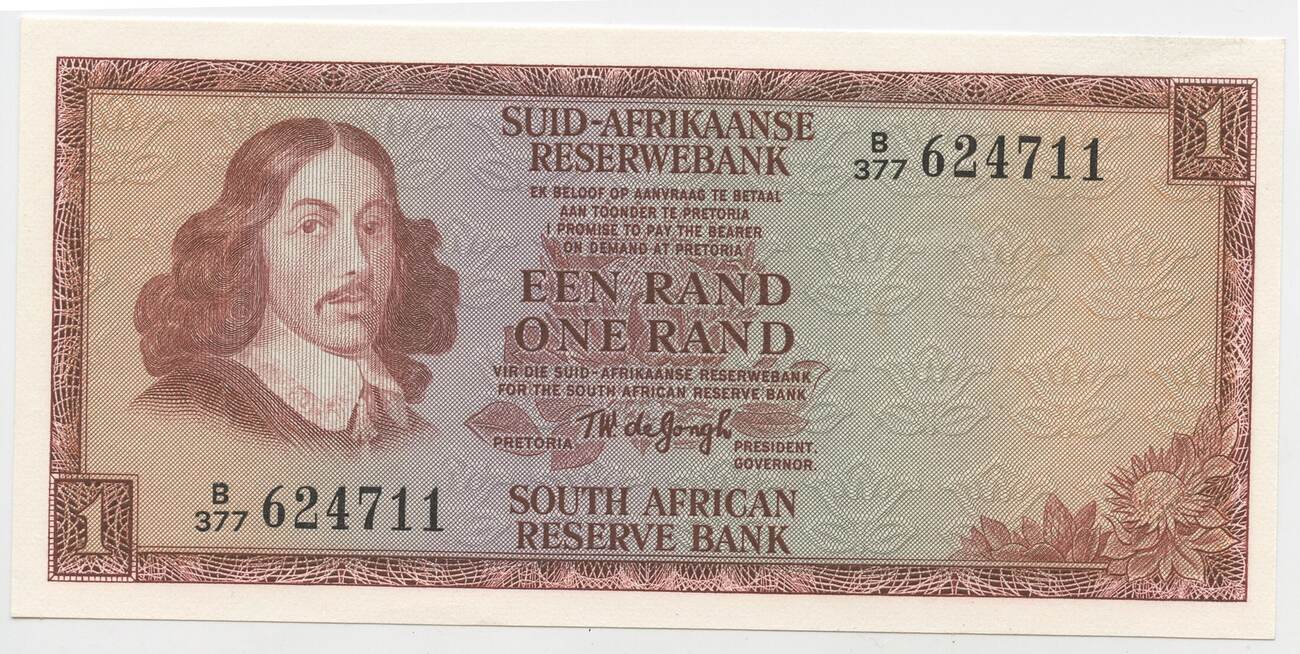 1
SUID-AFRIKAANSE
RESERWEBANK
B
377 624711
EK BELOOF OP AANVRAAG TE BETAAL
AAN TOONDER TE PRETORIA
I PROMISE TO PAY THE BEARER
ON DEMAND AT PRETORIA
EEN RAND
ONE RAND
VIR DIE SUID-AFRIKAANSE RESERWEBANK
FOR THE SOUTH AFRICAN RESERVE BANK
PRETORIA TW de Jongh PRESIDENT.
GOVERNOR.
1
B
377 624711
SOUTH AFRICAN
RESERVE BANK